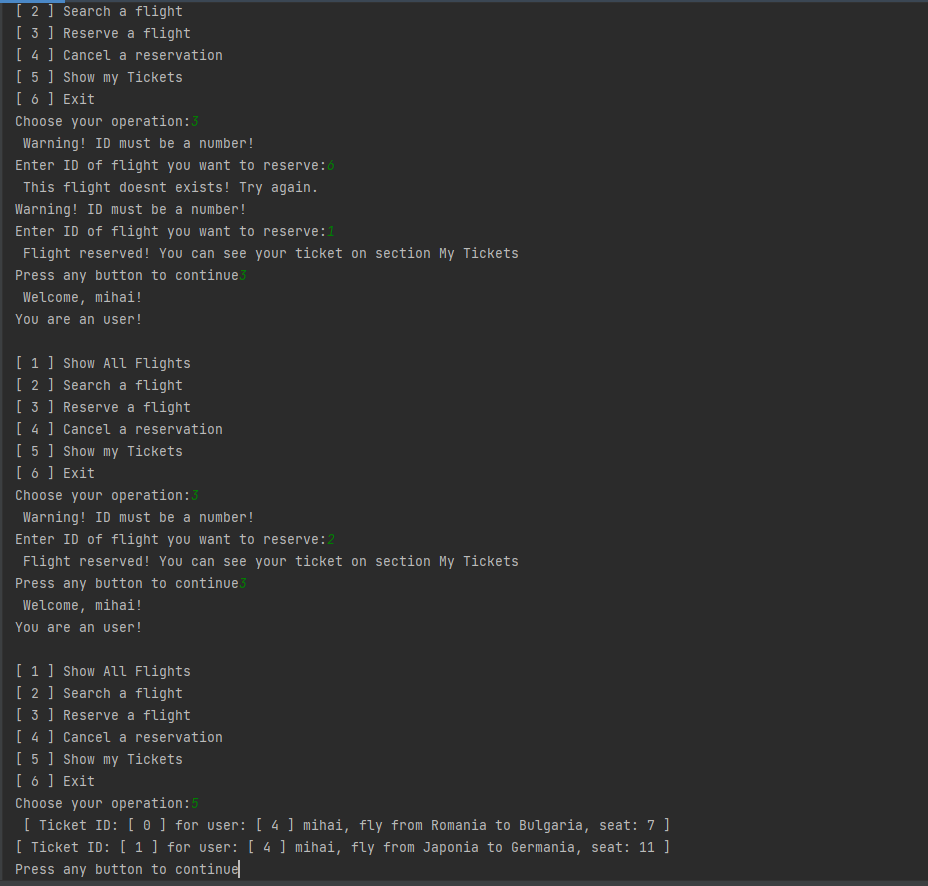 [ 2 ] Search a flight
[ 3 ] Reserve a flight
[ 4 ] Cancel a reservation
[ 5 ] Show my Tickets
[ 6 ] Exit
Choose your operation:3
 Warning! ID must be a number!
Enter ID of flight you want to reserve:6
 This flight doesnt exists! Try again.
Warning! ID must be a number!
Enter ID of flight you want to reserve:1
 Flight reserved! You can see your ticket on section My Tickets
Press any button to continue3
 Welcome, mihai!
You are an user!

[ 1 ] Show All Flights
[ 2 ] Search a flight
[ 3 ] Reserve a flight
[ 4 ] Cancel a reservation
[ 5 ] Show my Tickets
[ 6 ] Exit
Choose your operation:3
 Warning! ID must be a number!
Enter ID of flight you want to reserve:2
 Flight reserved! You can see your ticket on section My Tickets
Press any button to continue3
 Welcome, mihai!
You are an user!

[ 1 ] Show All Flights
[ 2 ] Search a flight
[ 3 ] Reserve a flight
[ 4 ] Cancel a reservation
[ 5 ] Show my Tickets
[ 6 ] Exit
Choose your operation:5
 [ Ticket ID: [ 0 ] for user: [ 4 ] mihai, fly from Romania to Bulgaria, seat: 7 ]
[ Ticket ID: [ 1 ] for user: [ 4 ] mihai, fly from Japonia to Germania, seat: 11 ]
Press any button to continue